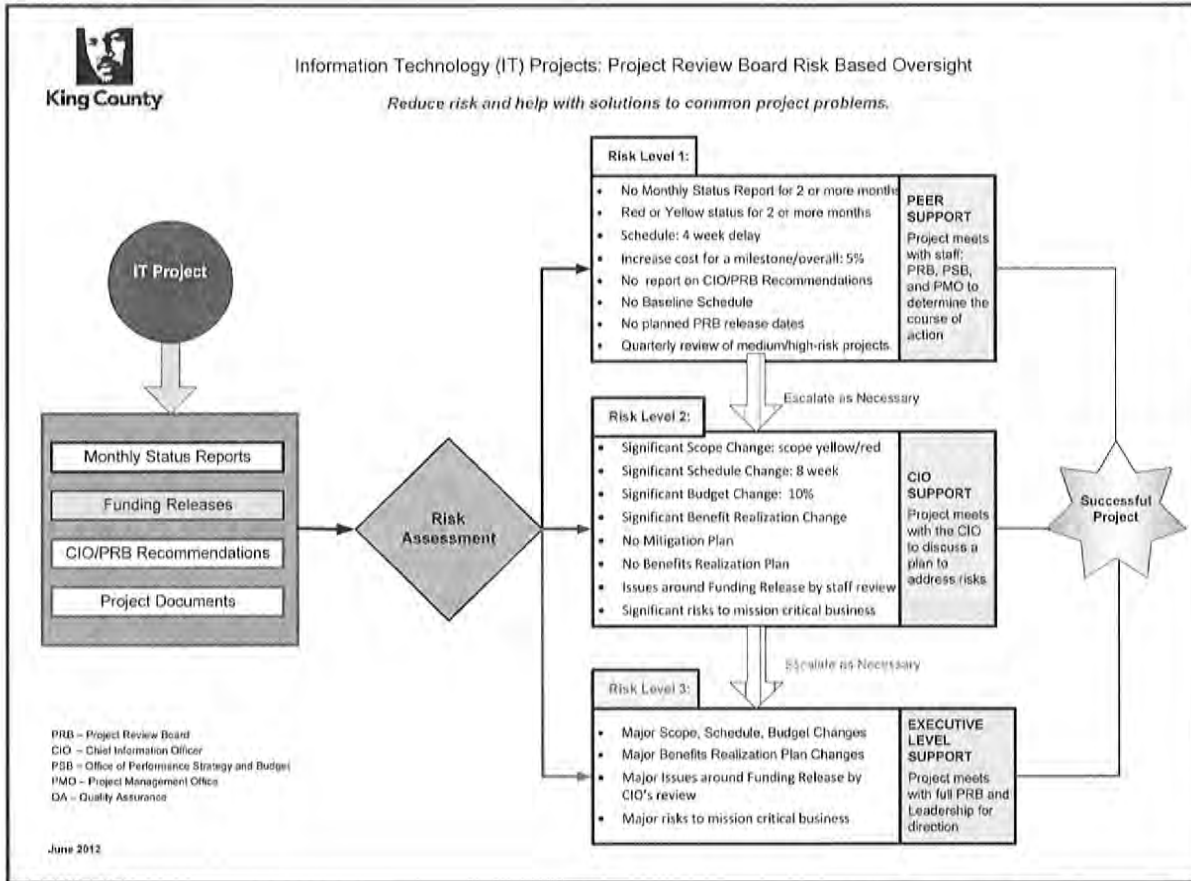 King County
Information Technology (IT) Projects: Project Review Board Risk Based Oversight
Reduce risk and help with solutions to common project problems.
IT Project
Monthly Status Reports
Funding Releases
CIO/PRB Recommendations
Project Documents
Risk
Assessment
Risk Level 1:
• No Monthly Status Report for 2 or more months
• Red or Yellow status for 2 or more months
• Schedule: 4 week delay
• Increase cost for a milestone/overall: 5%
• No report on CIO/PRB Recommendations
• No Baseline Schedule
• No planned PRB release dates
• Quarterly review of medium/high-risk projects
PEER
SUPPORT
Project meets
with staff:
PRB, PSB,
and PMO to
determine the
course of
action
Escalate as Necessary
Risk Level 2:
• Significant Scope Change: scope yellow/red
• Significant Schedule Change: 8 week
• Significant Budget Change: 10%
• Significant Benefit Realization Change
• No Mitigation Plan
• No Benefits Realization Plan
• Issues around Funding Release by staff review
• Significant risks to mission critical business
CIO
SUPPORT
Project meets
with the CIO
to discuss a
plan to
address risks
Escalate as Necessary
Risk Level 3:
• Major Scope, Schedule, Budget Changes
• Major Benefits Realization Plan Changes
• Major Issues around Funding Release by
CIO's review
• Major risks to mission critical business
EXECUTIVE
LEVEL
SUPPORT
Project meets
with full PRB and
Leadership for
direction
Successful
Project
PRB – Project Review Board
CIO – Chief Information Officer
PSB – Office of Performance Strategy and Budget
PMO – Project Management Office
QA – Quality Assurance
June 2012